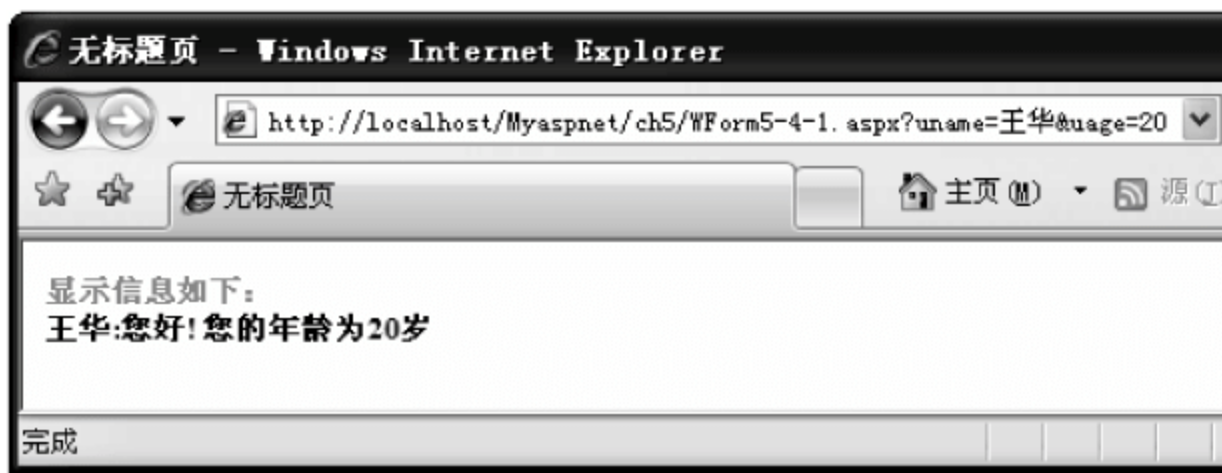 无标题页 - Windows Internet Explorer
http://localhost/Myaspnet/ch5/WForm5-4-1.aspx?uname=王华&uage=20
无标题页
主页(M)
源(
显示信息如下:
王华:您好!您的年龄为20岁
完成